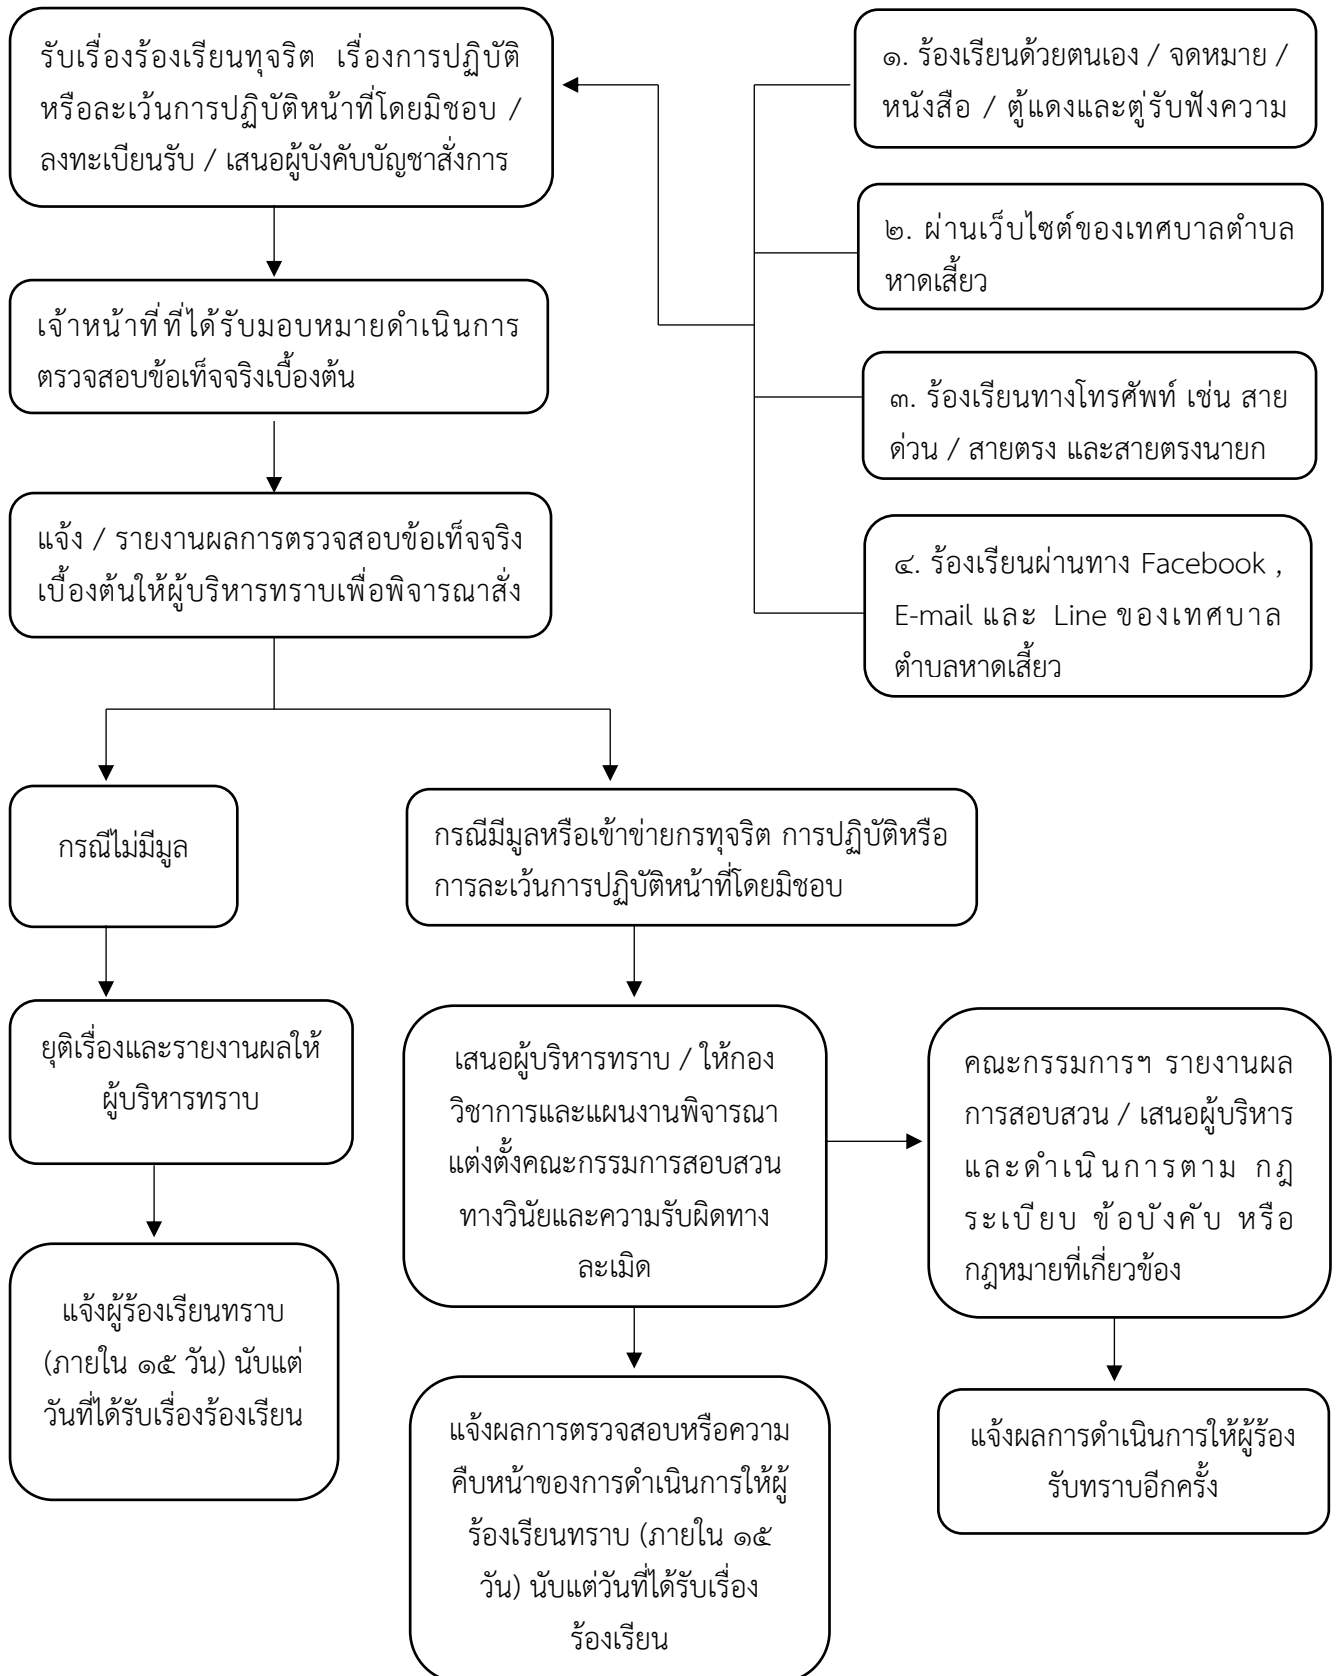 รับเรื่องร้องเรียนทุจริต เรื่องการปฏิบัติ
หรือละเว้นการปฏิบัติหน้าที่โดยมิชอบ /
ลงทะเบียนรับ / เสนอผู้บังคับบัญชาสั่งการ
๑. ร้องเรียนด้วยตนเอง / จดหมาย /
หนังสือ / ตู้แดงและตู่รับฟังความ
๒. ผ่านเว็บไซต์ของเทศบาลตำบล
หาดเสี้ยว
เจ้าหน้าที่ที่ได้รับมอบหมายดำเนินการ
ตรวจสอบข้อเท็จจริงเบื้องต้น
๓. ร้องเรียนทางโทรศัพท์ เช่น สาย
ด่วน / สายตรง และสายตรงนายก
แจ้ง / รายงานผลการตรวจสอบข้อเท็จจริง
เบื้องต้นให้ผู้บริหารทราบเพื่อพิจารณาสั่ง
๔. ร้องเรียนผ่านทาง Facebook ,
E-mail และ Line ของเทศบาล
ตำบลหาดเสี้ยว
กรณีไม่มีมูล
กรณีมีมูลหรือเข้าข่ายกรทุจริต การปฏิบัติหรือ
การละเว้นการปฏิบัติหน้าที่โดยมิชอบ
ยุติเรื่องและรายงานผลให้
ผู้บริหารทราบ
เสนอผู้บริหารทราบ / ให้กอง
วิชาการและแผนงานพิจารณา
แต่งตั้งคณะกรรมการสอบสวน
ทางวินัยและความรับผิดทาง
ละเมิด
คณะกรรมการฯ รายงานผล
การสอบสวน / เสนอผู้บริหาร
และดำเนินการตาม กฎ
ระเบียบ ข้อบังคับ หรือ
กฎหมายที่เกี่ยวข้อง
แจ้งผู้ร้องเรียนทราบ
(ภายใน ๑๕ วัน) นับแต่
วันที่ได้รับเรื่องร้องเรียน
แจ้งผลการตรวจสอบหรือความ
คืบหน้าของการดำเนินการให้ผู้
ร้องเรียนทราบ (ภายใน ๑๕
วัน) นับแต่วันที่ได้รับเรื่อง
ร้องเรียน
แจ้งผลการดำเนินการให้ผู้ร้อง
รับทราบอีกครั้ง